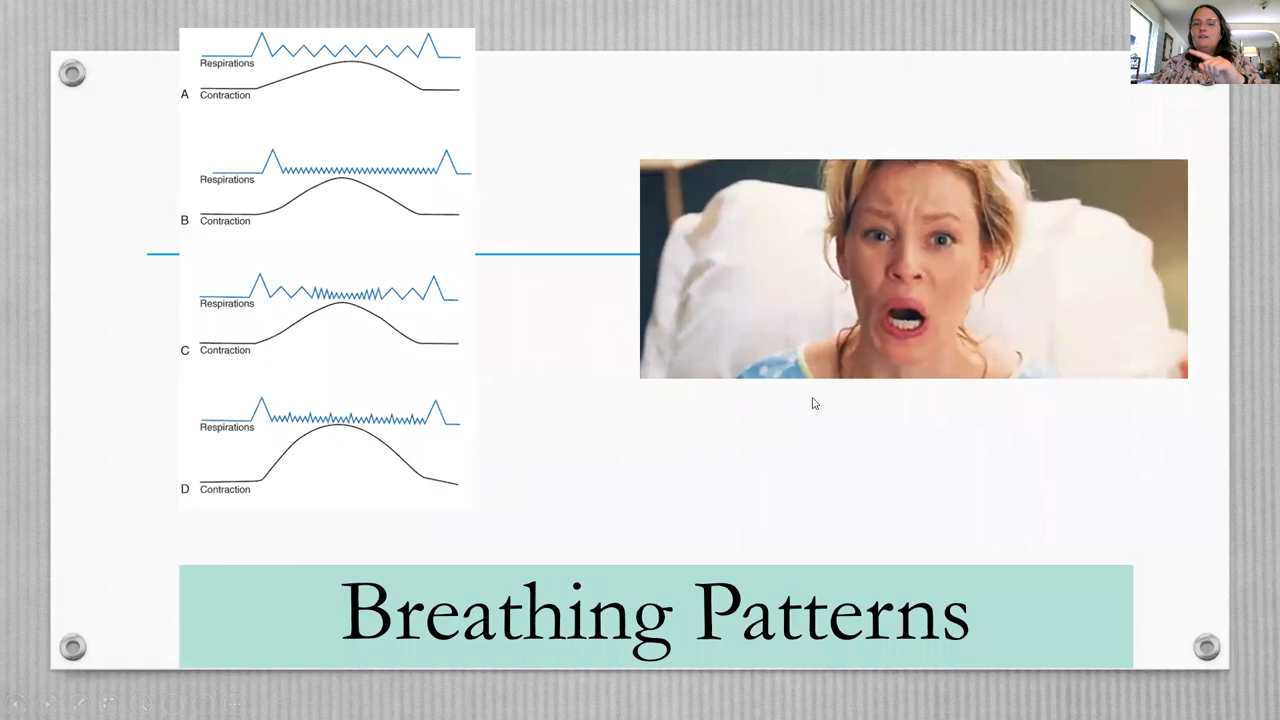 Respirations
A Contraction
Respirations
B Contraction
Respirations
C Contraction
Respirations
D Contraction
Breathing Patterns